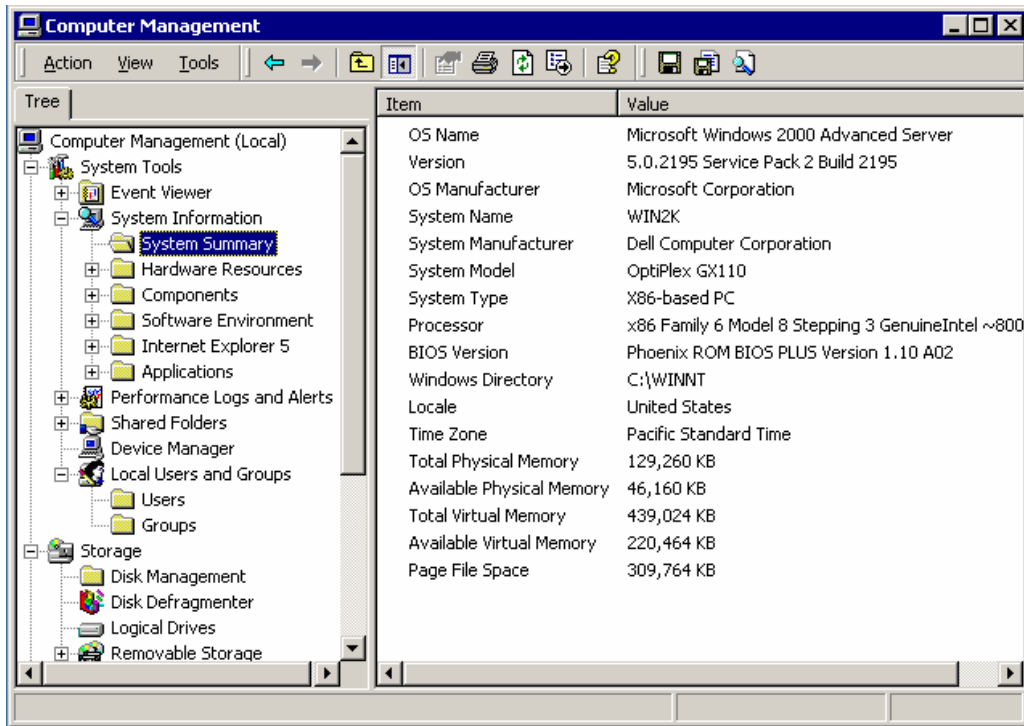 Computer Management
Action View Tools
Tree
Computer Management (Local)
System Tools
Event Viewer
System Information
System Summary
Hardware Resources
Components
Software Environment
Internet Explorer 5
Applications
Performance Logs and Alerts
Shared Folders
Device Manager
Local Users and Groups
Users
Groups
Storage
Disk Management
Disk Defragmenter
Logical Drives
Removable Storage
Item Value
OS Name Microsoft Windows 2000 Advanced Server
Version 5.0.2195 Service Pack 2 Build 2195
OS Manufacturer Microsoft Corporation
System Name WIN2K
System Manufacturer Dell Computer Corporation
System Model OptiPlex GX110
System Type X86-based PC
Processor x86 Family 6 Model 8 Stepping 3 GenuineIntel ~800
BIOS Version Phoenix ROM BIOS PLUS Version 1.10 A02
Windows Directory C:\WINNT
Locale United States
Time Zone Pacific Standard Time
Total Physical Memory 129,260 KB
Available Physical Memory 46,160 KB
Total Virtual Memory 439,024 KB
Available Virtual Memory 220,464 KB
Page File Space 309,764 KB